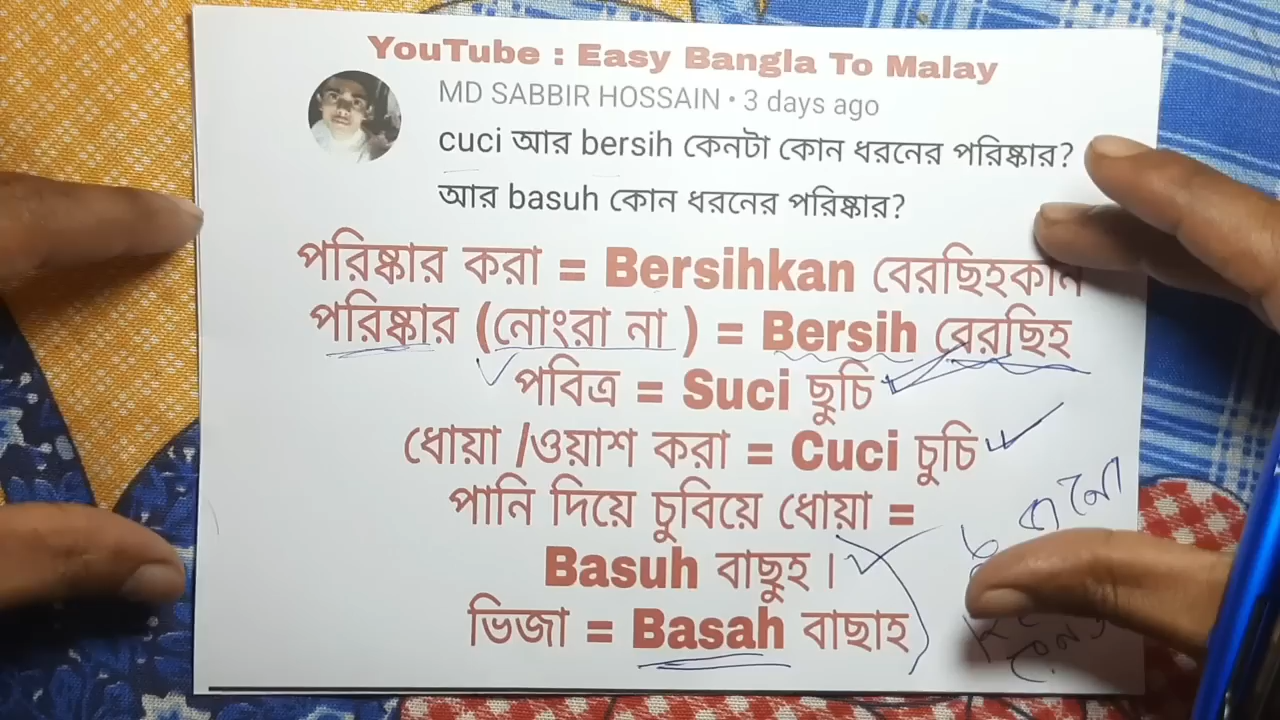 YouTube : Easy Bangla To Malay
MD SABBIR HOSSAIN • 3 days ago
cuci আর bersih কেনটা কোন ধরনের পরিষ্কার?
আর basuh কোন ধরনের পরিষ্কার?
পরিষ্কার করা = Bersihkan বেরছিহকান
পরিষ্কার (নোংরা না ) = Bersih বেরছিহ
পবিত্র = Suci ছুচি
ধোয়া /ওয়াশ করা = Cuci চুচি
পানি দিয়ে চুবিয়ে ধোয়া =
Basuh বাছুহ।
ভিজা = Basah বাছাহ